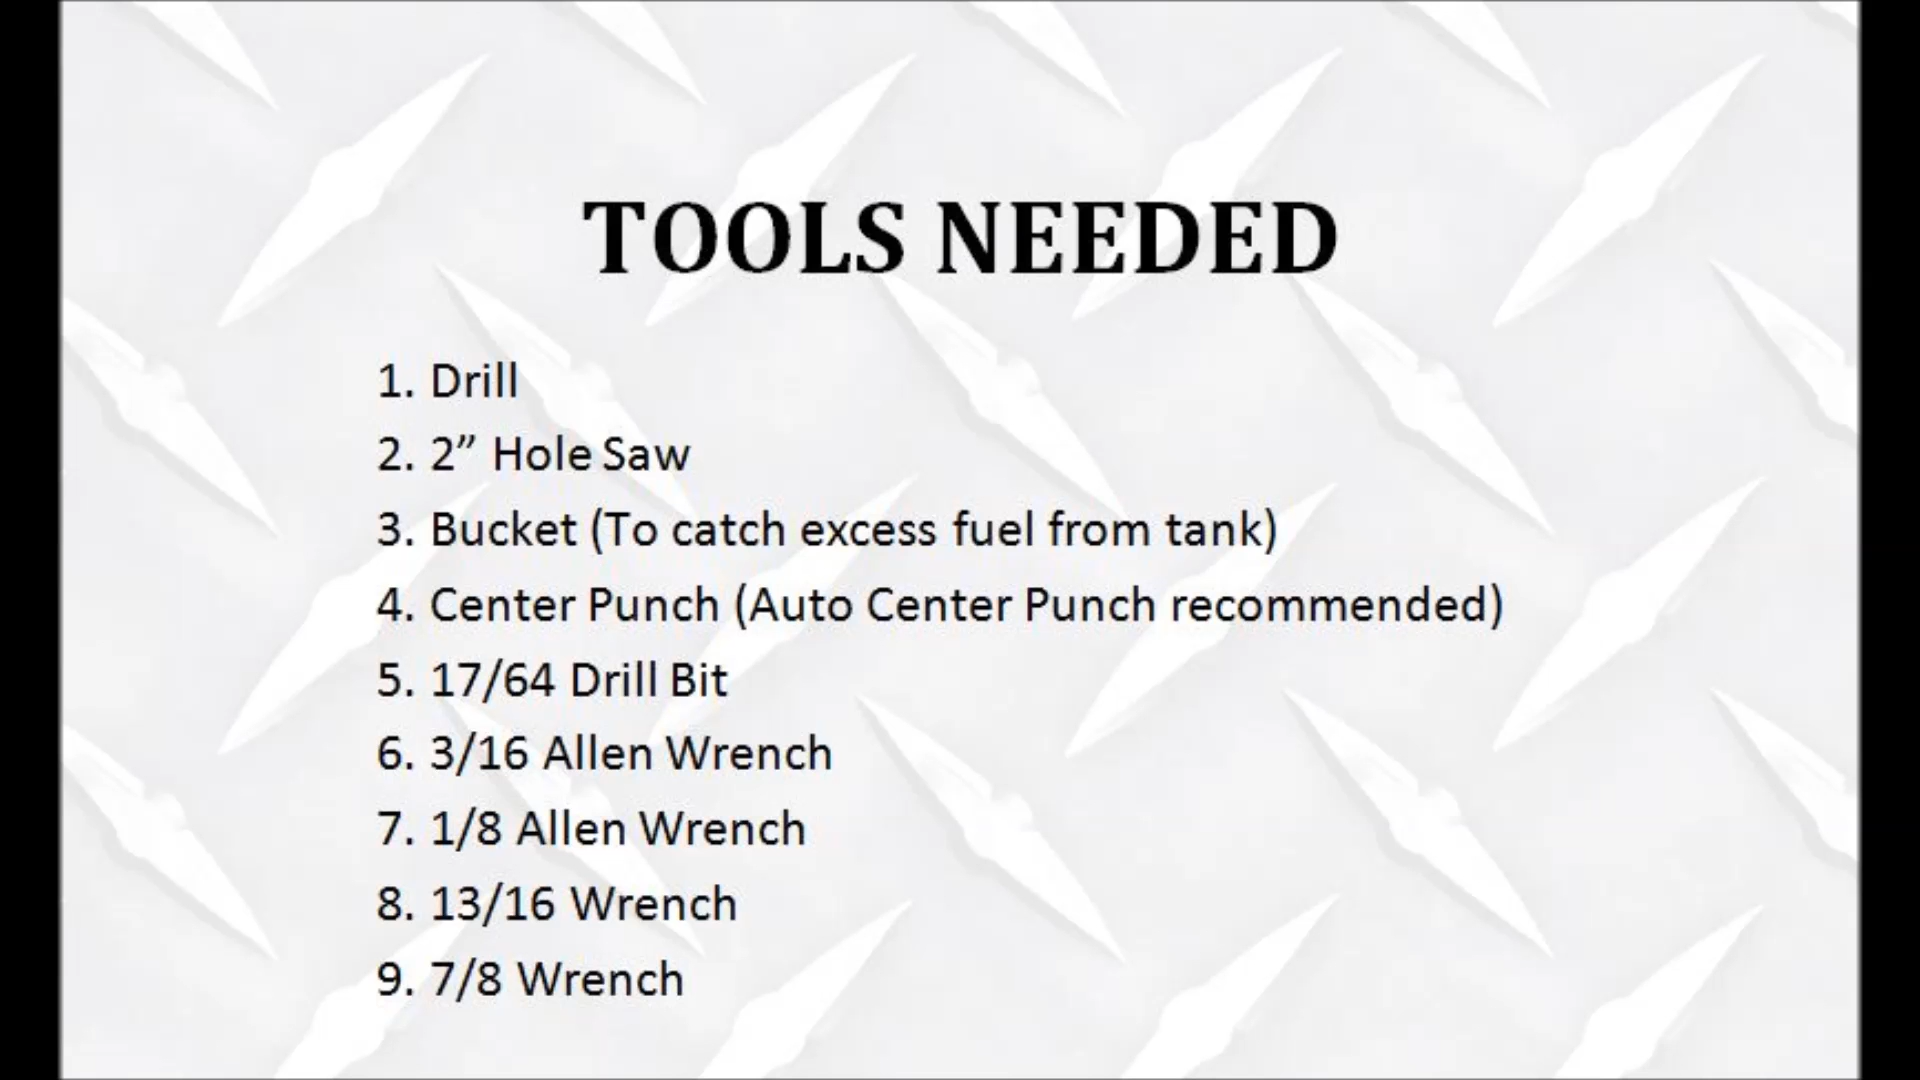 TOOLS NEEDED
1. Drill
2. 2” Hole Saw
3. Bucket (To catch excess fuel from tank)
4. Center Punch (Auto Center Punch recommended)
5. 17/64 Drill Bit
6. 3/16 Allen Wrench
7. 1/8 Allen Wrench
8. 13/16 Wrench
9. 7/8 Wrench